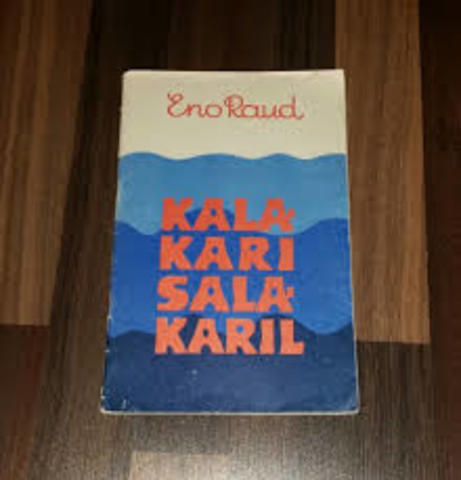 Eno Raud
KALA-
KARI
SALA-
KARIL